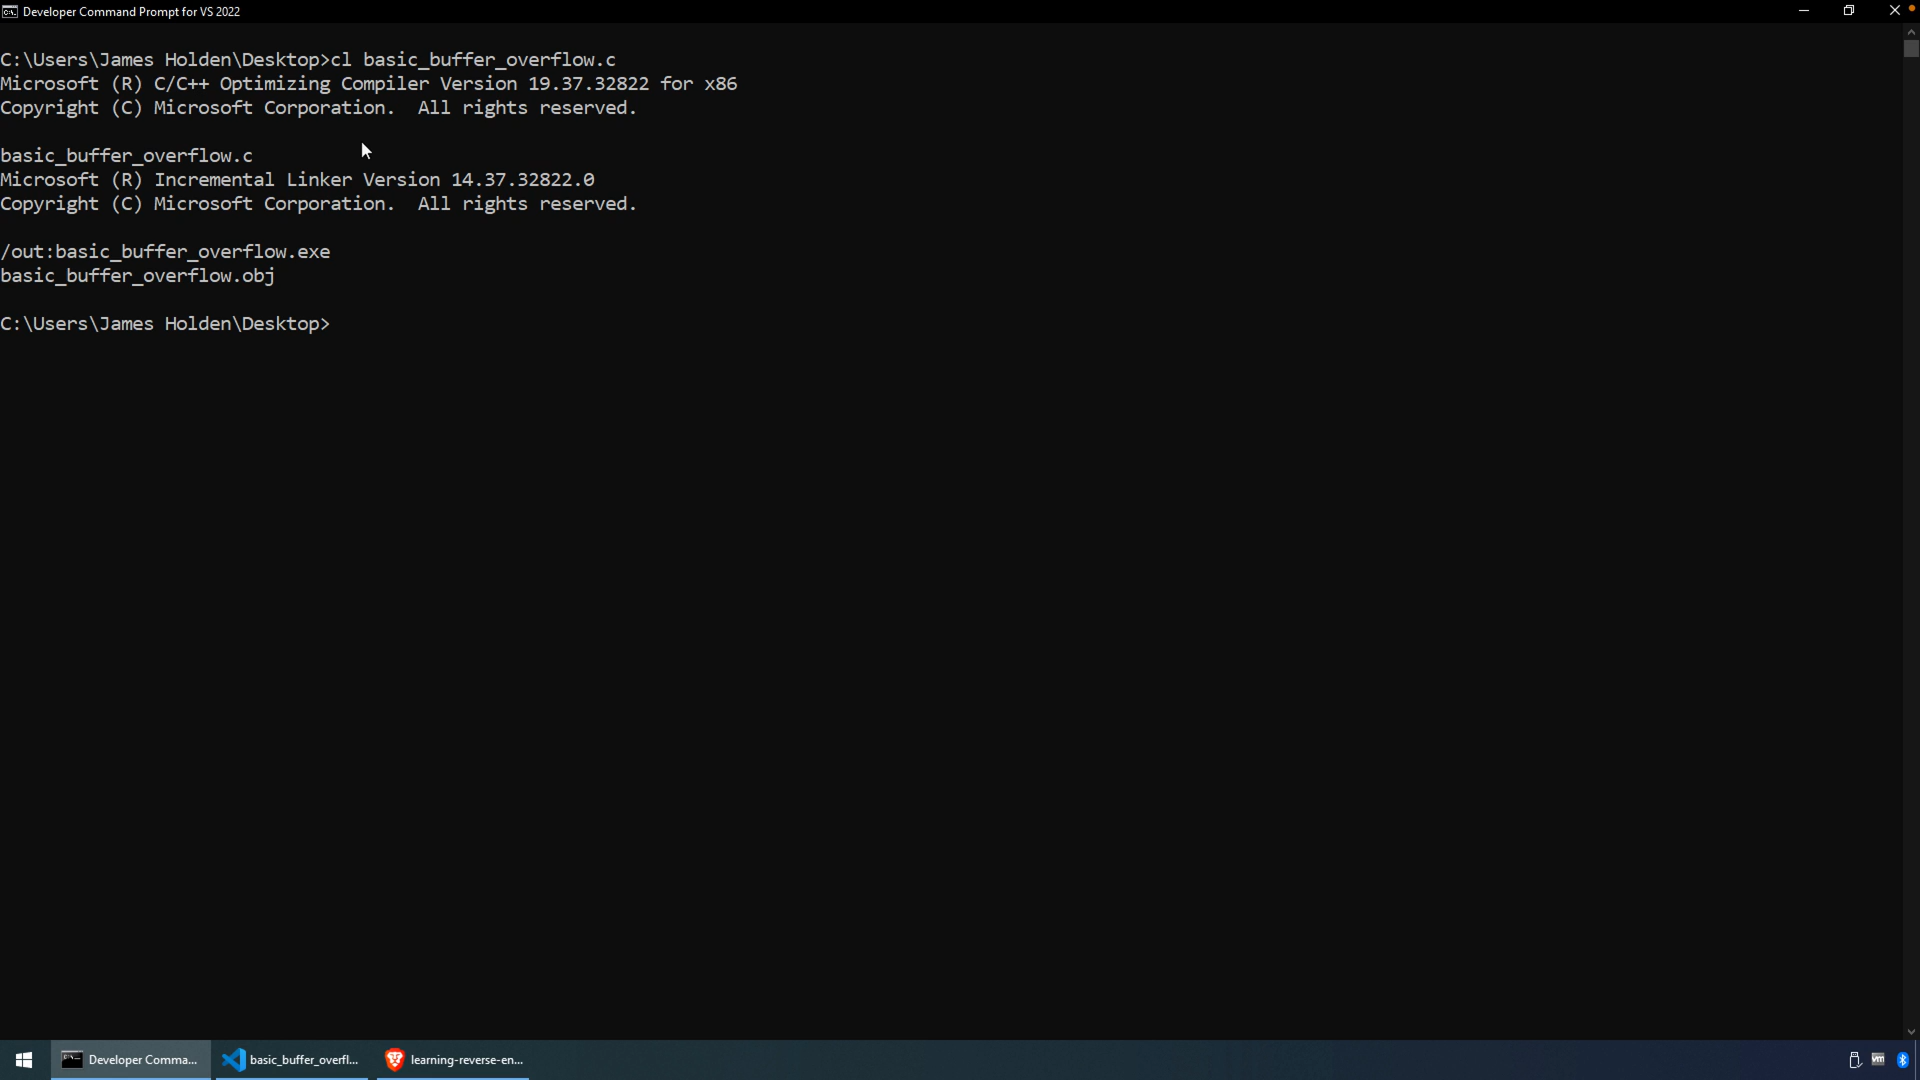 Developer Command Prompt for VS 2022
C:\Users\James Holden\Desktop>cl basic_buffer_overflow.c
Microsoft (R) C/C++ Optimizing Compiler Version 19.37.32822 for x86
Copyright (C) Microsoft Corporation.  All rights reserved.
basic_buffer_overflow.c
Microsoft (R) Incremental Linker Version 14.37.32822.0
Copyright (C) Microsoft Corporation.  All rights reserved.
/out:basic_buffer_overflow.exe
basic_buffer_overflow.obj
C:\Users\James Holden\Desktop>
Developer Comma... basic_buffer_overfl... learning-reverse-en... vm